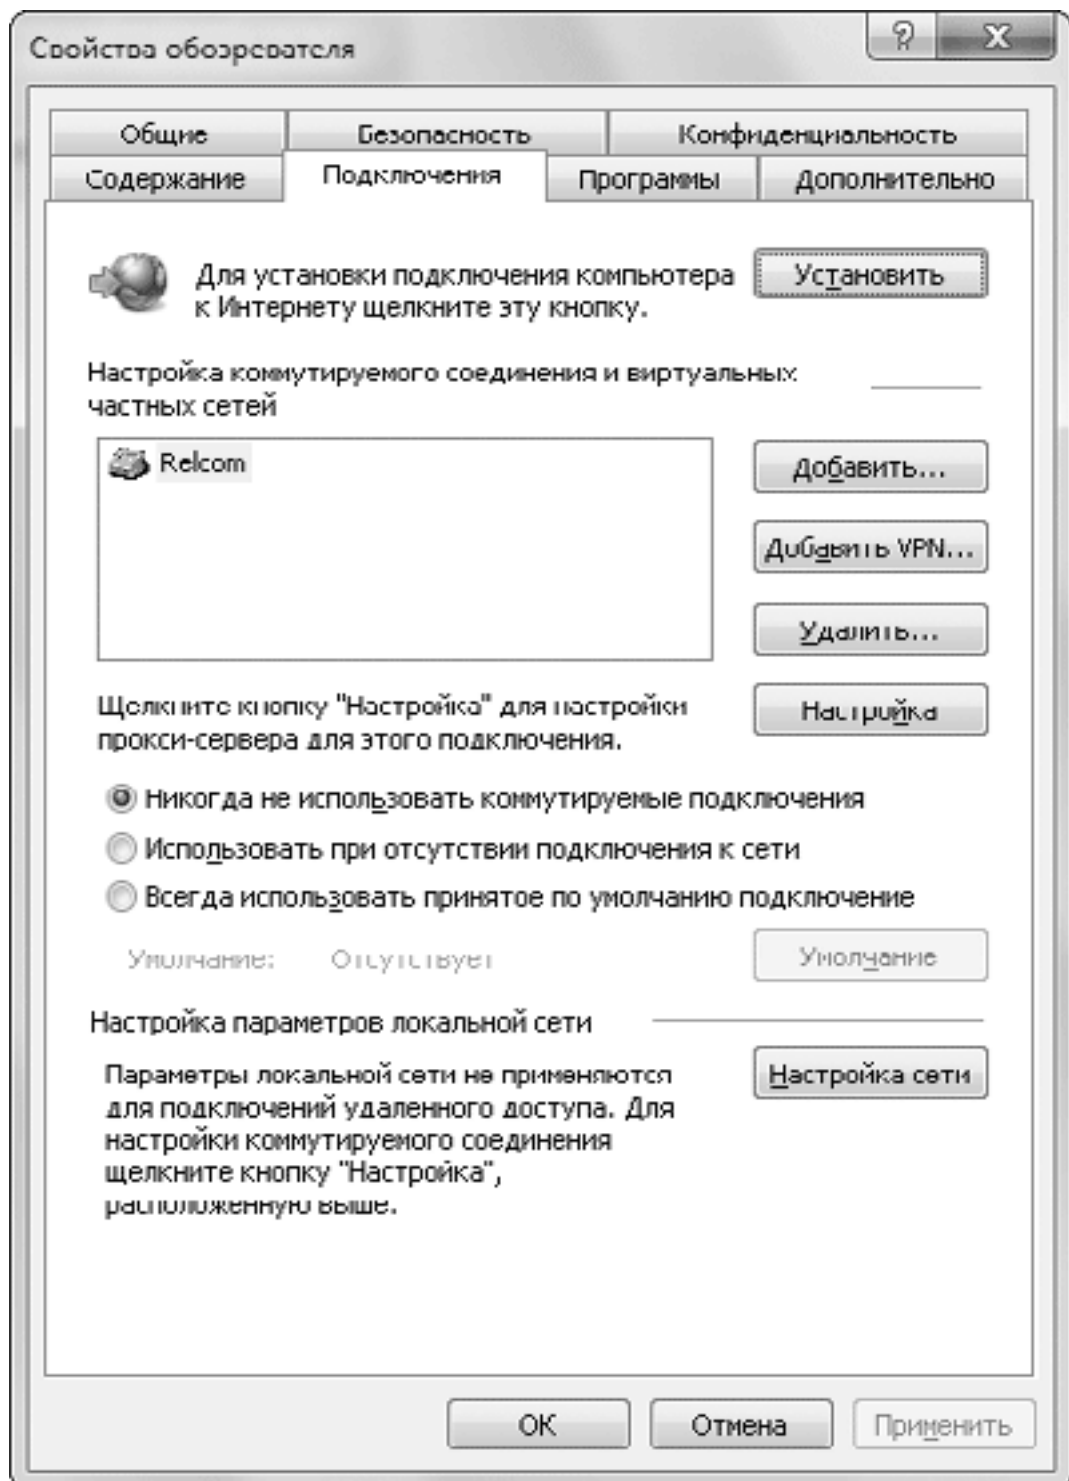 Свойства обозревателя
Общие Безопасность Конфиденциальность
Содержание Подключения Программы Дополнительно
Для установки подключения компьютера
к Интернету щелкните эту кнопку.
Установить
Настройка коммутируемого соединения и виртуальных
частных сетей
Relcom
Добавить...
Добавить VPN...
Удалить...
Щелкните кнопку "Настройка" для настройки
прокси-сервера для этого подключения.
Настройка
Никогда не использовать коммутируемые подключения
Использовать при отсутствии подключения к сети
Всегда использовать принятое по умолчанию подключение
Умолчание: Отсутствует Умолчание
Настройка параметров локальной сети
Параметры локальной сети не применяются
для подключений удаленного доступа. Для
настройки коммутируемого соединения
щелкните кнопку "Настройка",
расположенную выше.
Настройка сети
ОК Отмена Применить